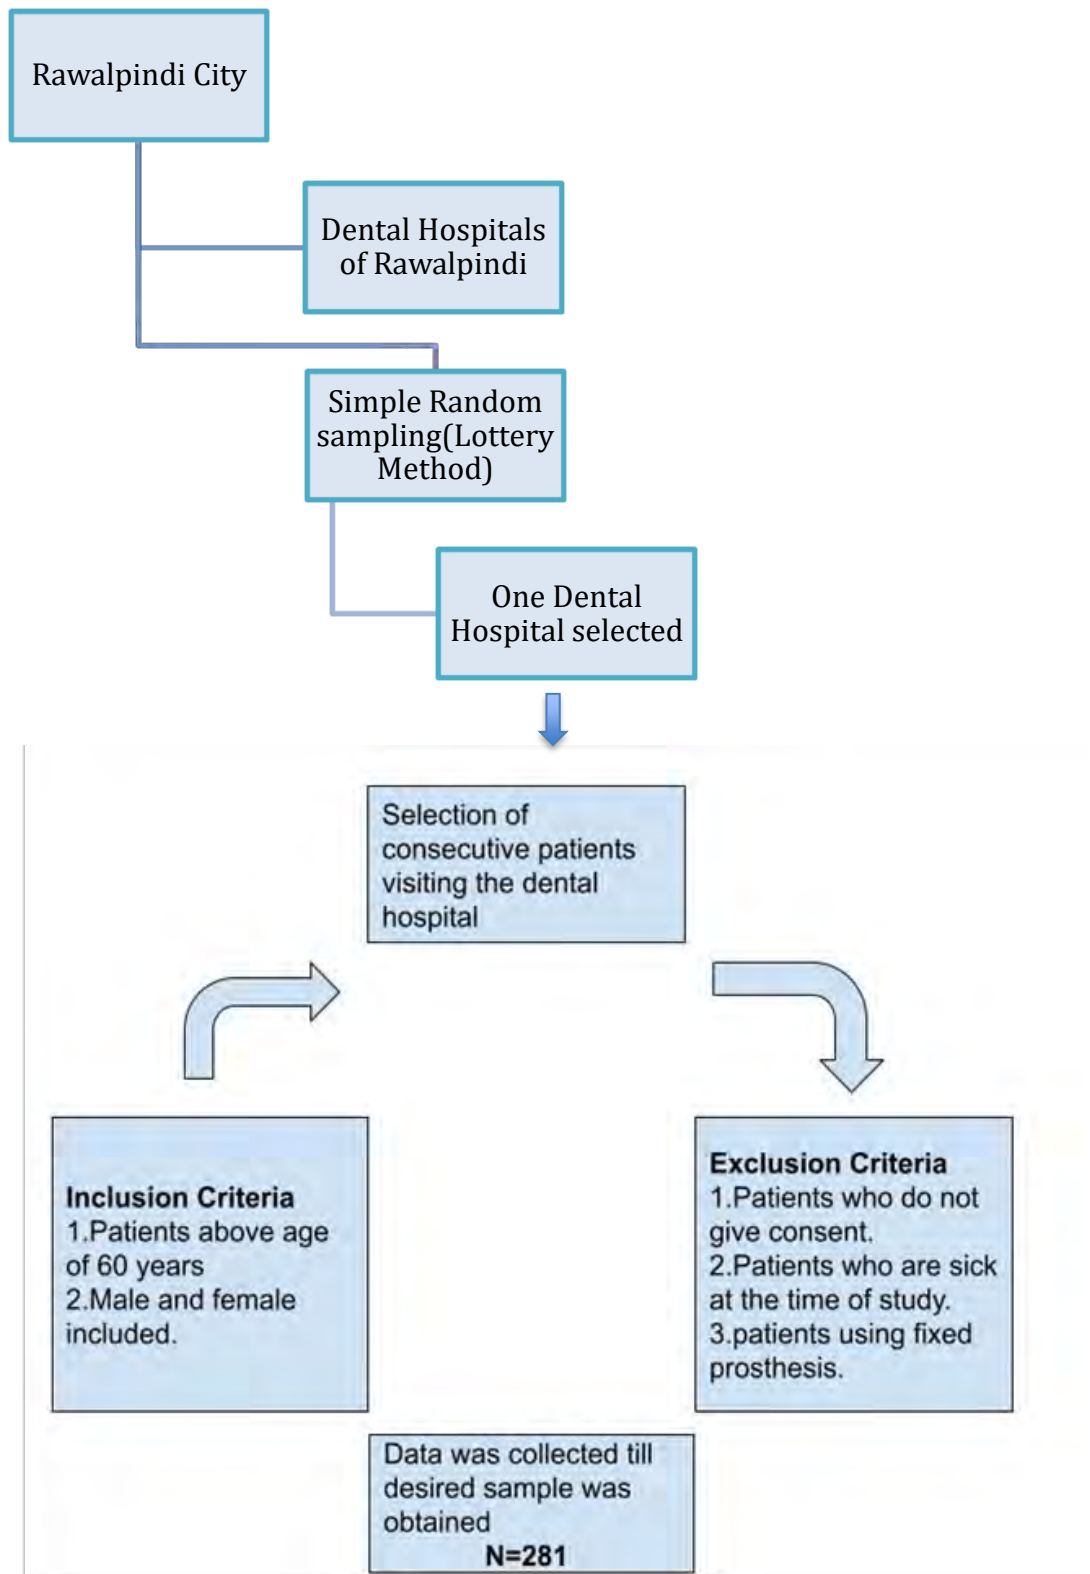 Rawalpindi City
Dental Hospitals
of Rawalpindi
Simple Random
sampling(Lottery
Method)
One Dental
Hospital selected
Selection of
consecutive patients
visiting the dental
hospital
Inclusion Criteria
1.Patients above age
of 60 years
2.Male and female
included.
Exclusion Criteria
1.Patients who do not
give consent.
2.Patients who are sick
at the time of study.
3.patients using fixed
prosthesis.
Data was collected till
desired sample was
obtained
N=281